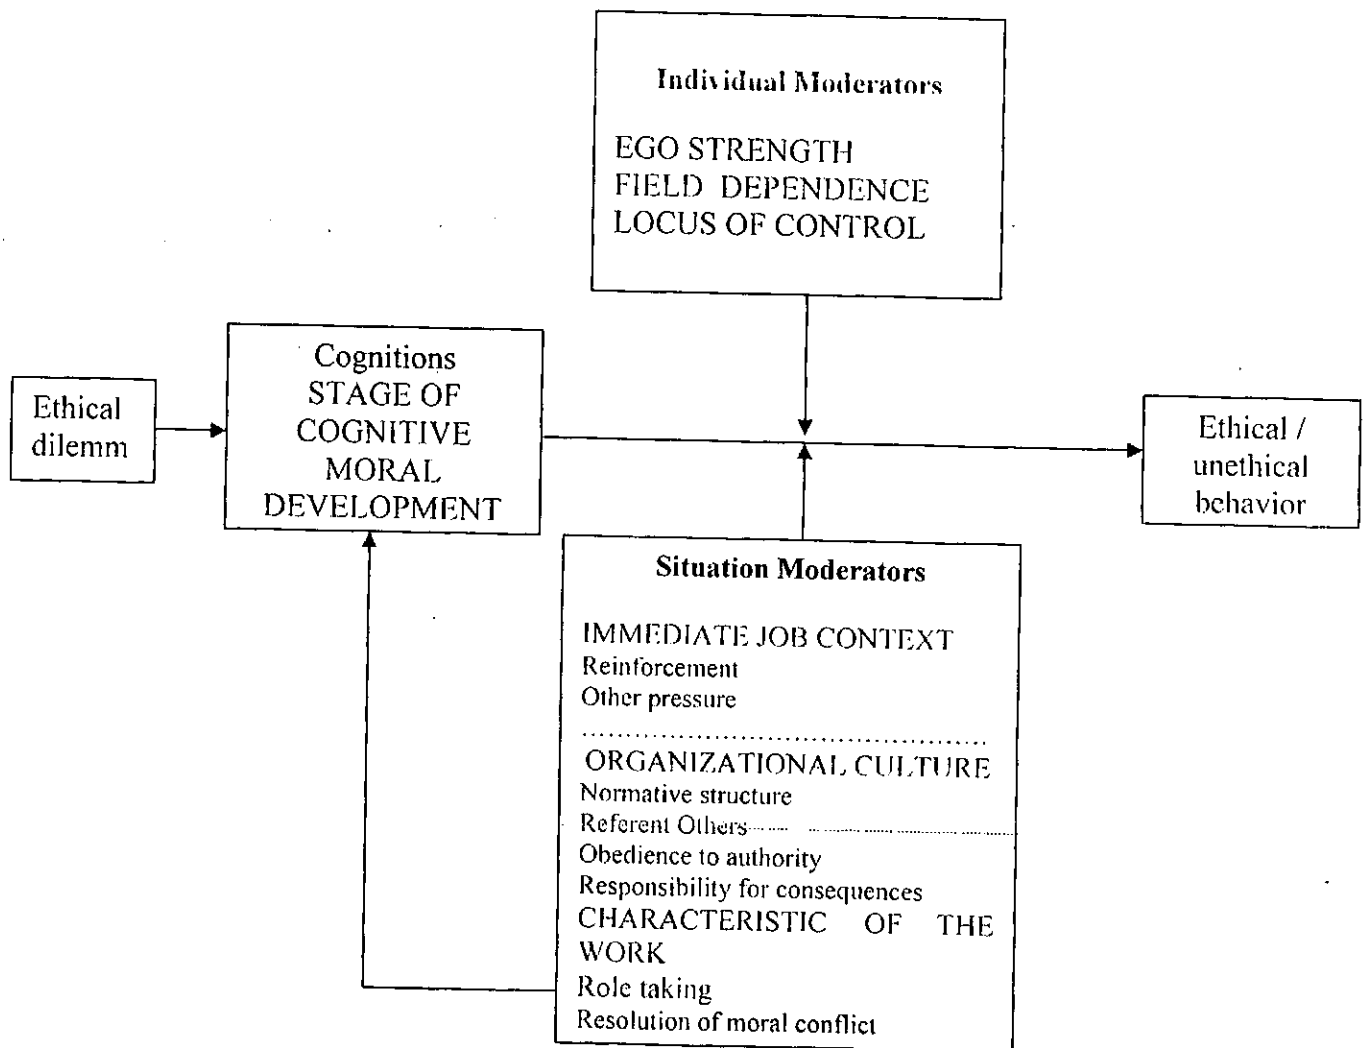 Individual Moderators
EGO STRENGTH
FIELD DEPENDENCE
LOCUS OF CONTROL
Ethical
dilemm
Cognitions
STAGE OF
COGNITIVE
MORAL
DEVELOPMENT
Ethical /
unethical
behavior
Situation Moderators
IMMEDIATE JOB CONTEXT
Reinforcement
Other pressure
ORGANIZATIONAL CULTURE
Normative structure
Referent Others
Obedience to authority
Responsibility for consequences
CHARACTERISTIC OF THE
WORK
Role taking
Resolution of moral conflict